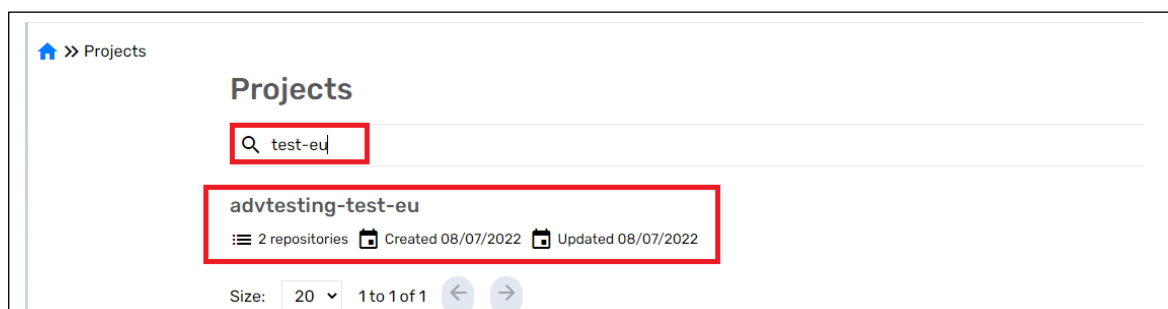 >> Projects
Projects
test-eu
advtesting-test-eu
2 repositories Created 08/07/2022 Updated 08/07/2022
Size: 20 1 to 1 of 1